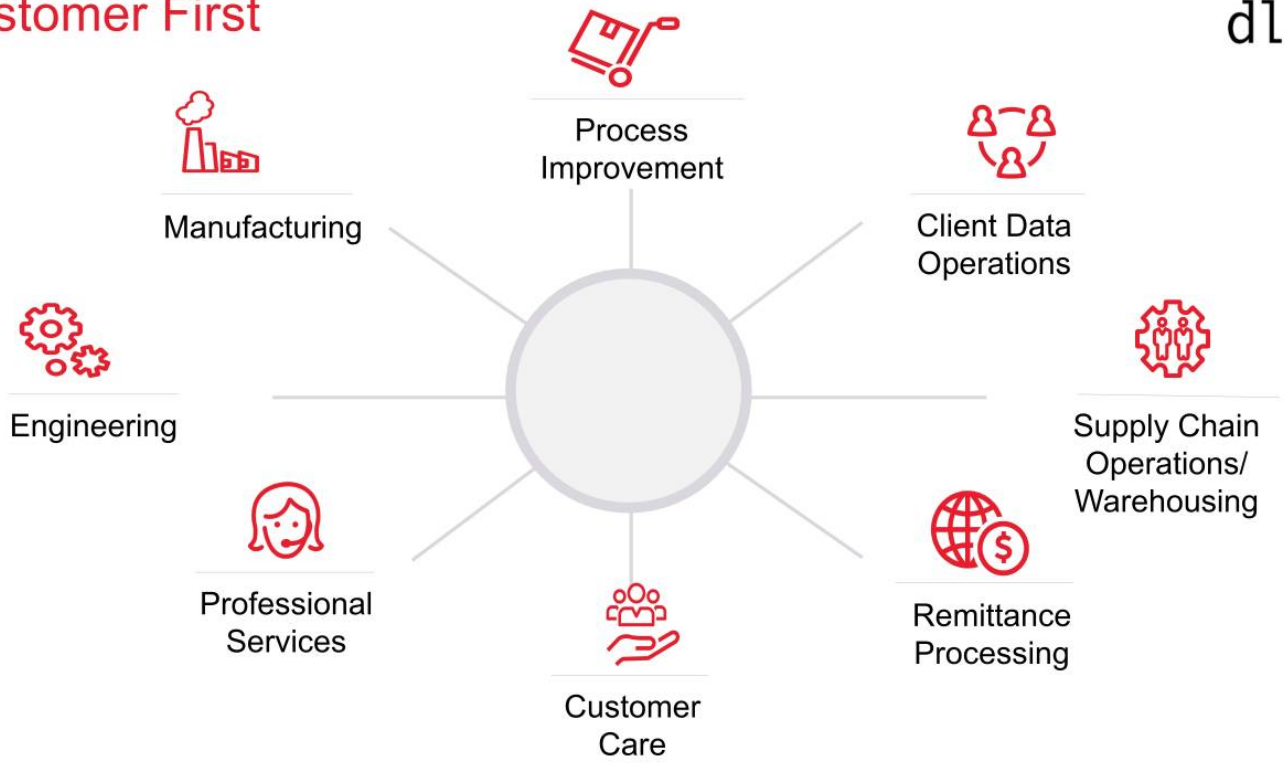 stomer First
dl
Process
Improvement
Manufacturing
Client Data
Operations
Engineering
Supply Chain
Operations/
Warehousing
Professional
Services
$
Remittance
Processing
Customer
Care